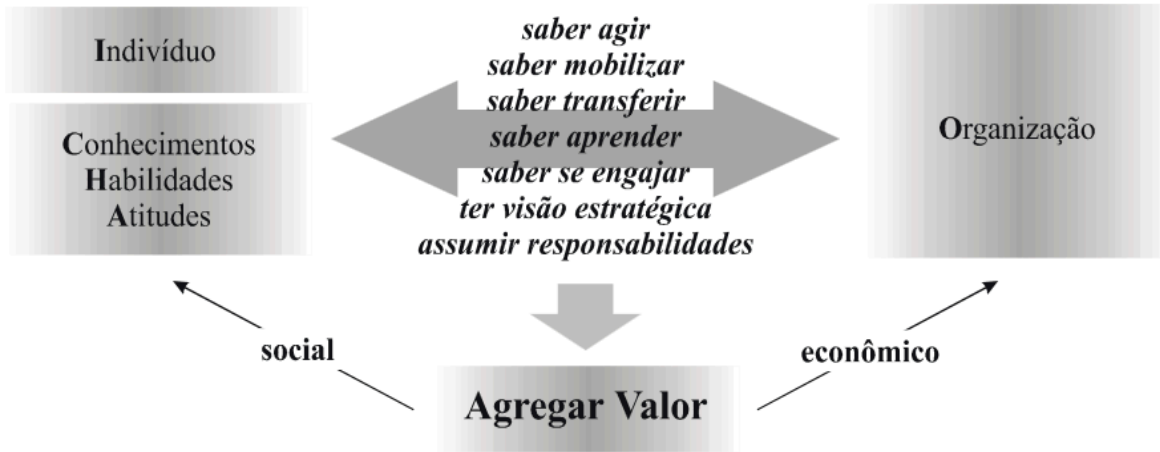 Indivíduo
Conhecimentos
Habilidades
Atitudes
saber agir
saber mobilizar
saber transferir
saber aprender
saber se engajar
ter visão estratégica
assumir responsabilidades
Organização
social
econômico
Agregar Valor